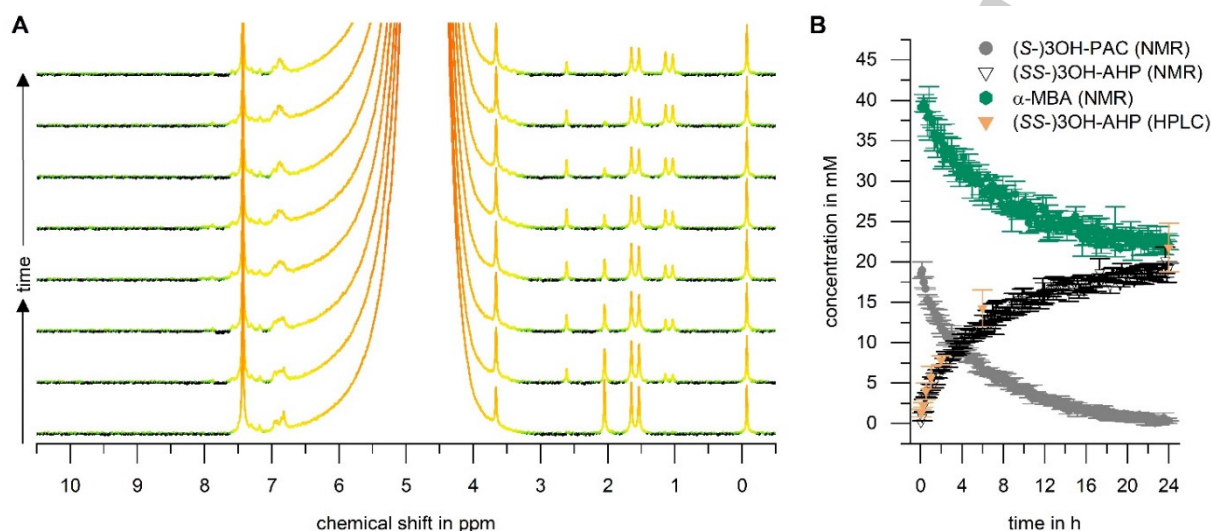 A
time
10 9 8 7 6 5 4 3 2 1 0
chemical shift in ppm
B
(S-)3OH-PAC (NMR)
(SS-)3OH-AHP (NMR)
α-MBA (NMR)
(SS-)3OH-AHP (HPLC)
concentration in mM
45
40
35
30
25
20
15
10
5
0
0 4 8 12 16 20 24
time in h